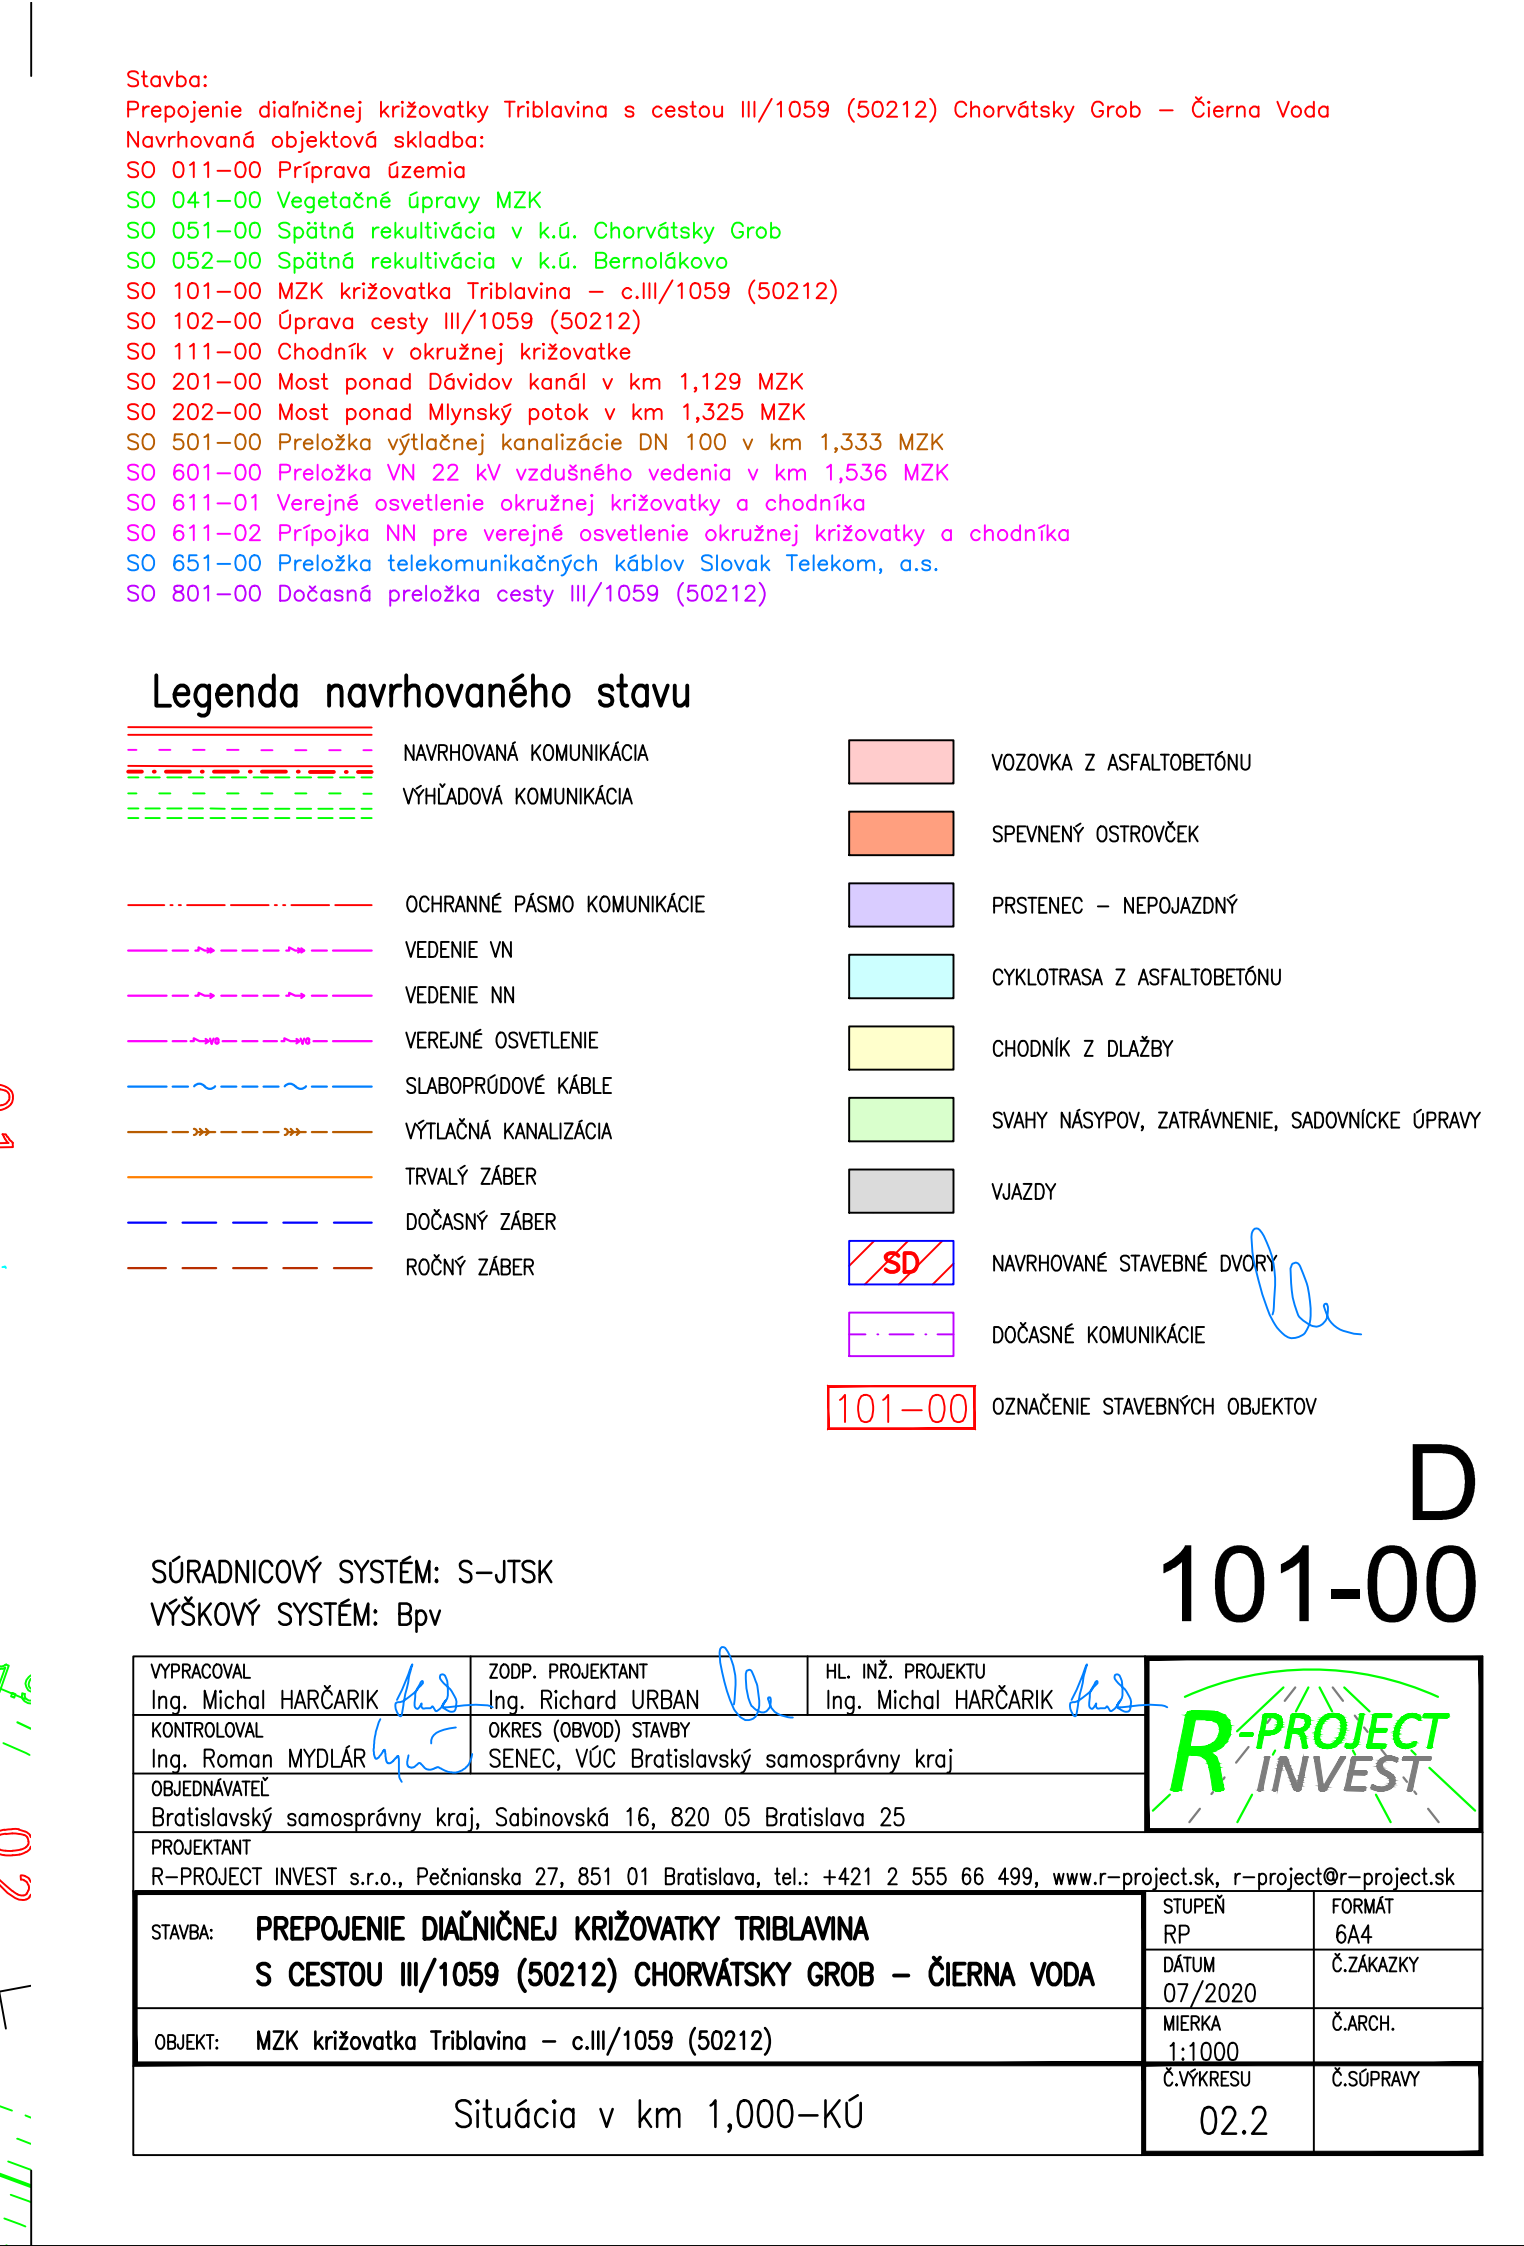 Stavba:
Prepojenie diaľničnej križovatky Triblavina s cestou III/1059 (50212) Chorvátsky Grob – Čierna Voda
Navrhovaná objektová skladba:
SO 011–00 Príprava územia
SO 041–00 Vegetačné úpravy MZK
SO 051–00 Spätná rekultivácia v k.ú. Chorvátsky Grob
SO 052–00 Spätná rekultivácia v k.ú. Bernolákovo
SO 101–00 MZK križovatka Triblavina – c.III/1059 (50212)
SO 102–00 Úprava cesty III/1059 (50212)
SO 111–00 Chodník v okružnej križovatke
SO 201–00 Most ponad Dávidov kanál v km 1,129 MZK
SO 202–00 Most ponad Mlynský potok v km 1,325 MZK
SO 501–00 Preložka výtlačnej kanalizácie DN 100 v km 1,333 MZK
SO 601–00 Preložka VN 22 kV vzdušného vedenia v km 1,536 MZK
SO 611–01 Verejné osvetlenie okružnej križovatky a chodníka
SO 611–02 Prípojka NN pre verejné osvetlenie okružnej križovatky a chodníka
SO 651–00 Preložka telekomunikačných káblov Slovak Telekom, a.s.
SO 801–00 Dočasná preložka cesty III/1059 (50212)
Legenda navrhovaného stavu
NAVRHOVANÁ KOMUNIKÁCIA
VÝHĽADOVÁ KOMUNIKÁCIA
OCHRANNÉ PÁSMO KOMUNIKÁCIE
VEDENIE VN
VEDENIE NN
VEREJNÉ OSVETLENIE
SLABOPRÚDOVÉ KÁBLE
VÝTLAČNÁ KANALIZÁCIA
TRVALÝ ZÁBER
DOČASNÝ ZÁBER
ROČNÝ ZÁBER
VOZOVKA Z ASFALTOBETÓNU
SPEVNENÝ OSTROVČEK
PRSTENEC – NEPOJAZDNÝ
CYKLOTRASA Z ASFALTOBETÓNU
CHODNÍK Z DLAŽBY
SVAHY NÁSYPOV, ZATRÁVNENIE, SADOVNÍCKE ÚPRAVY
VJAZDY
SD NAVRHOVANÉ STAVEBNÉ DVORY
DOČASNÉ KOMUNIKÁCIE
101–00 OZNAČENIE STAVEBNÝCH OBJEKTOV
D
101-00
SÚRADNICOVÝ SYSTÉM: S–JTSK
VÝŠKOVÝ SYSTÉM: Bpv
VYPRACOVAL
Ing. Michal HARČARIK
ZODP. PROJEKTANT
Ing. Richard URBAN
HL. INŽ. PROJEKTU
Ing. Michal HARČARIK
KONTROLOVAL
Ing. Roman MYDLÁR
OKRES (OBVOD) STAVBY
SENEC, VÚC Bratislavský samosprávny kraj
R-PROJECT
INVEST
OBJEDNÁVATEĽ
Bratislavský samosprávny kraj, Sabinovská 16, 820 05 Bratislava 25
PROJEKTANT
R–PROJECT INVEST s.r.o., Pečnianska 27, 851 01 Bratislava, tel.: +421 2 555 66 499, www.r–project.sk, r–project@r–project.sk
STAVBA: PREPOJENIE DIAĽNIČNEJ KRIŽOVATKY TRIBLAVINA
S CESTOU III/1059 (50212) CHORVÁTSKY GROB – ČIERNA VODA
OBJEKT: MZK križovatka Triblavina – c.III/1059 (50212)
Situácia v km 1,000–KÚ
STUPEŇ
RP
FORMÁT
6A4
DÁTUM
07/2020
Č.ZÁKAZKY
MIERKA
1:1000
Č.ARCH.
Č.VÝKRESU
02.2
Č.SÚPRAVY